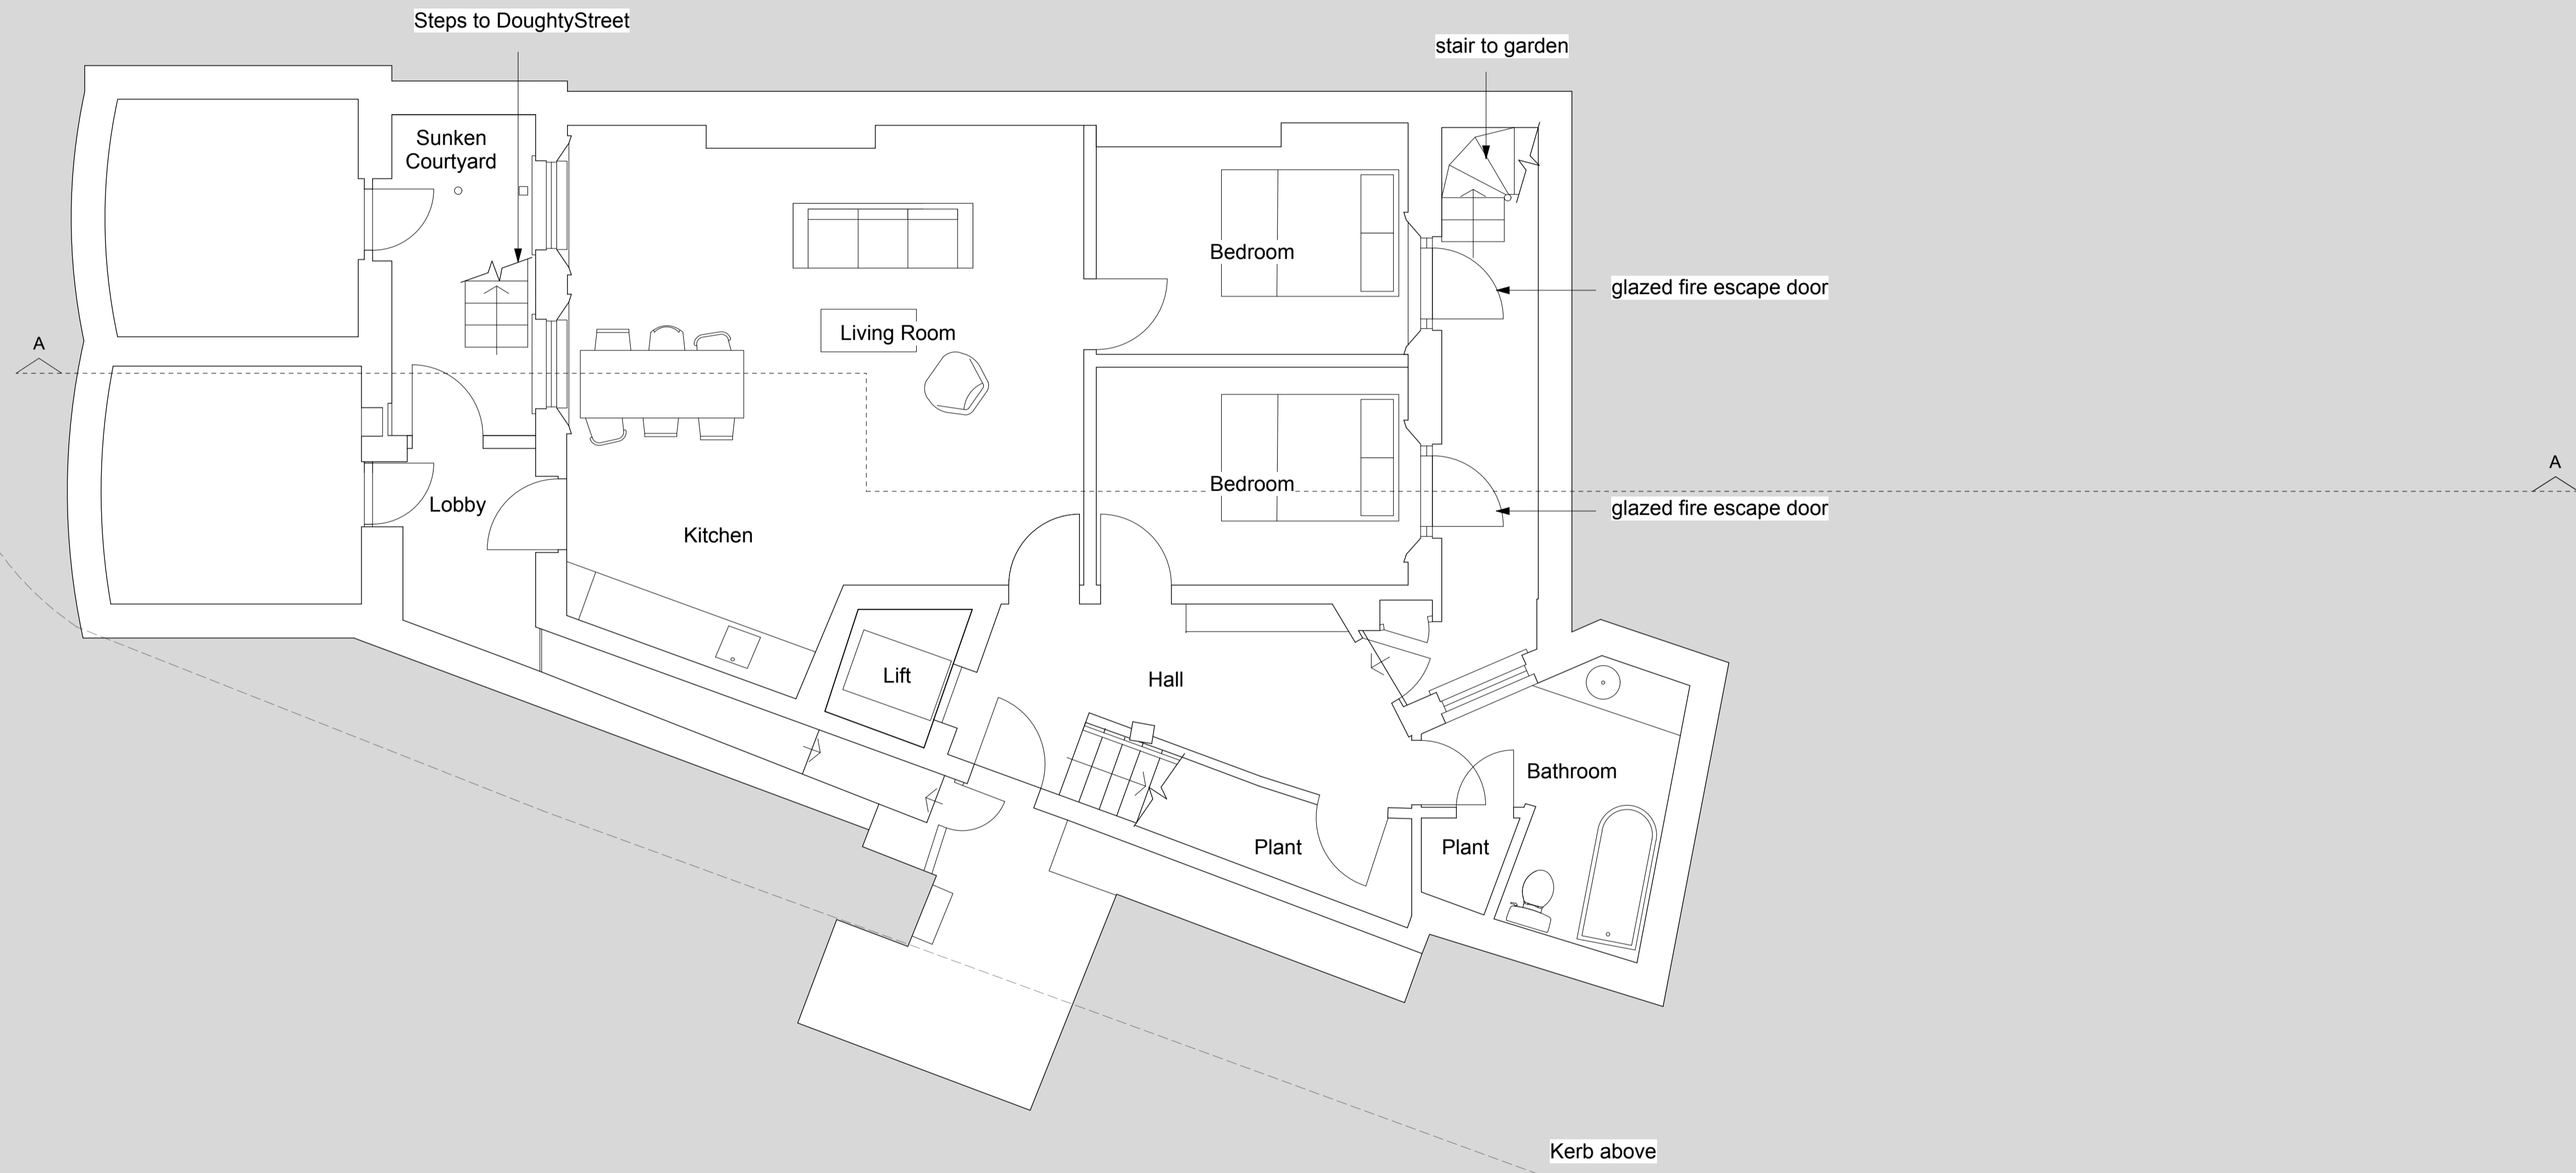 Steps to DoughtyStreet
stair to garden
Sunken
Courtyard
Bedroom
glazed fire escape door
A
Living Room
A
Bedroom
Lobby
glazed fire escape door
Kitchen
Lift
Hall
Bathroom
Plant
Plant
Kerb above